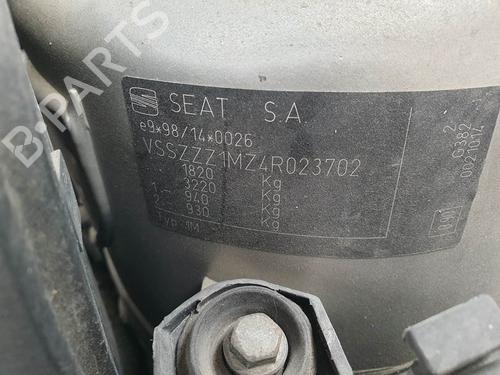 B-PARTS
SEAT S.A.
e9*98/14*0026
VSSZZZ1MZ4R023702
1820 Kg
3220 Kg
1.– 940 Kg
2.– 930 Kg
Typ-1M
2
G382